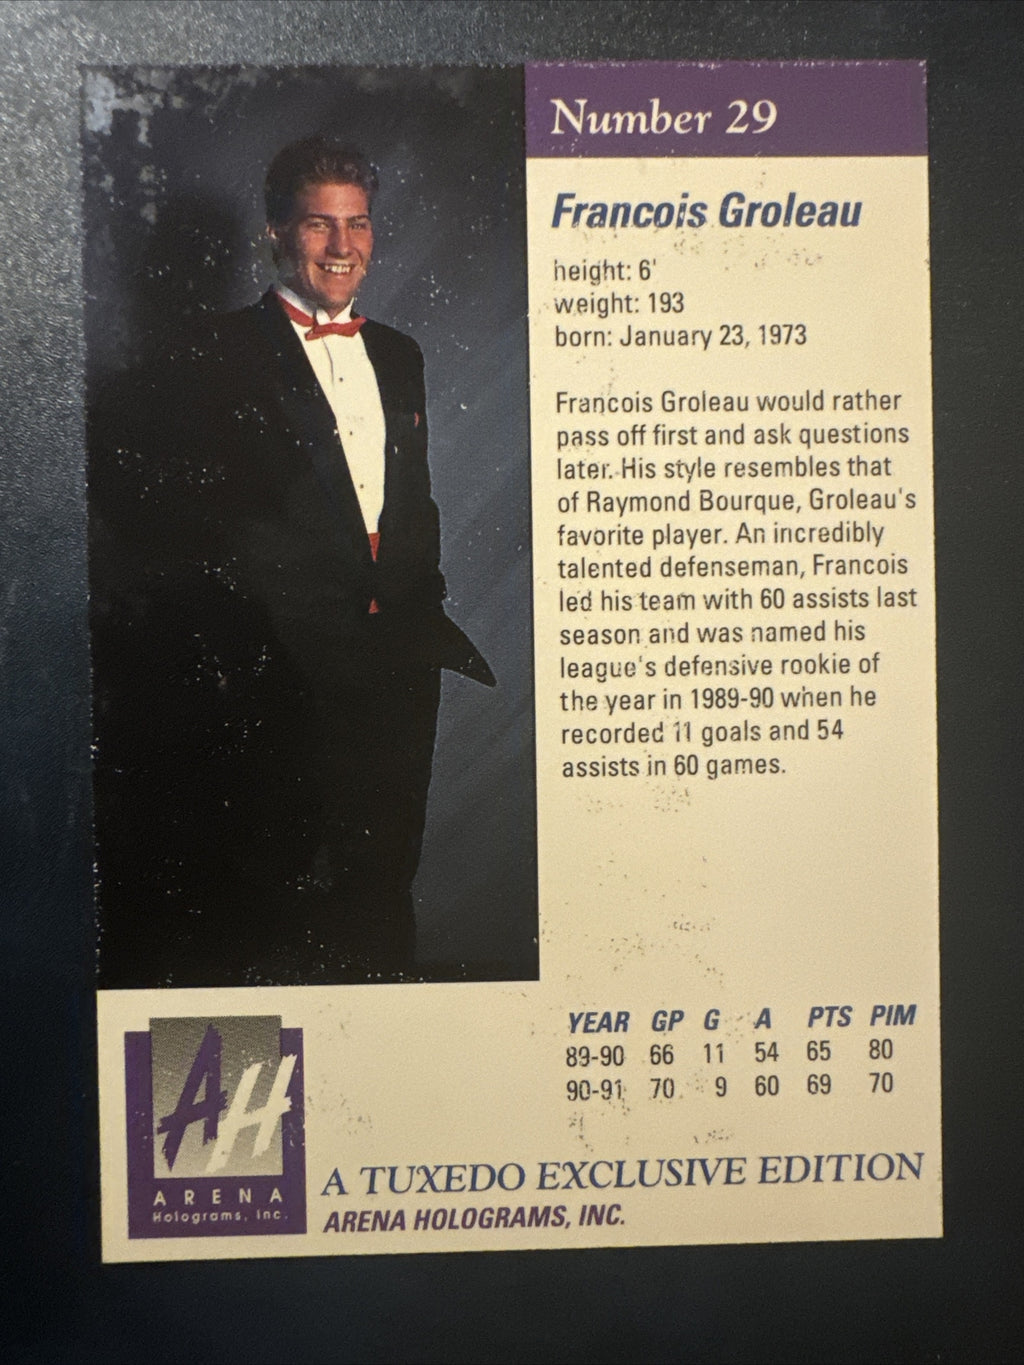 Number 29
Francois Groleau
height: 6'
weight: 193
born: January 23, 1973
Francois Groleau would rather
pass off first and ask questions
later. His style resembles that
of Raymond Bourque, Groleau's
favorite player. An incredibly
talented defenseman, Francois
led his team with 60 assists last
season and was named his
league's defensive rookie of
the year in 1989-90 when he
recorded 11 goals and 54
assists in 60 games.
YEAR GP G A PTS PIM
89-90 66 11 54 65 80
90-91 70 9 60 69 70
AH
ARENA
Holograms, Inc.
A TUXEDO EXCLUSIVE EDITION
ARENA HOLOGRAMS, INC.